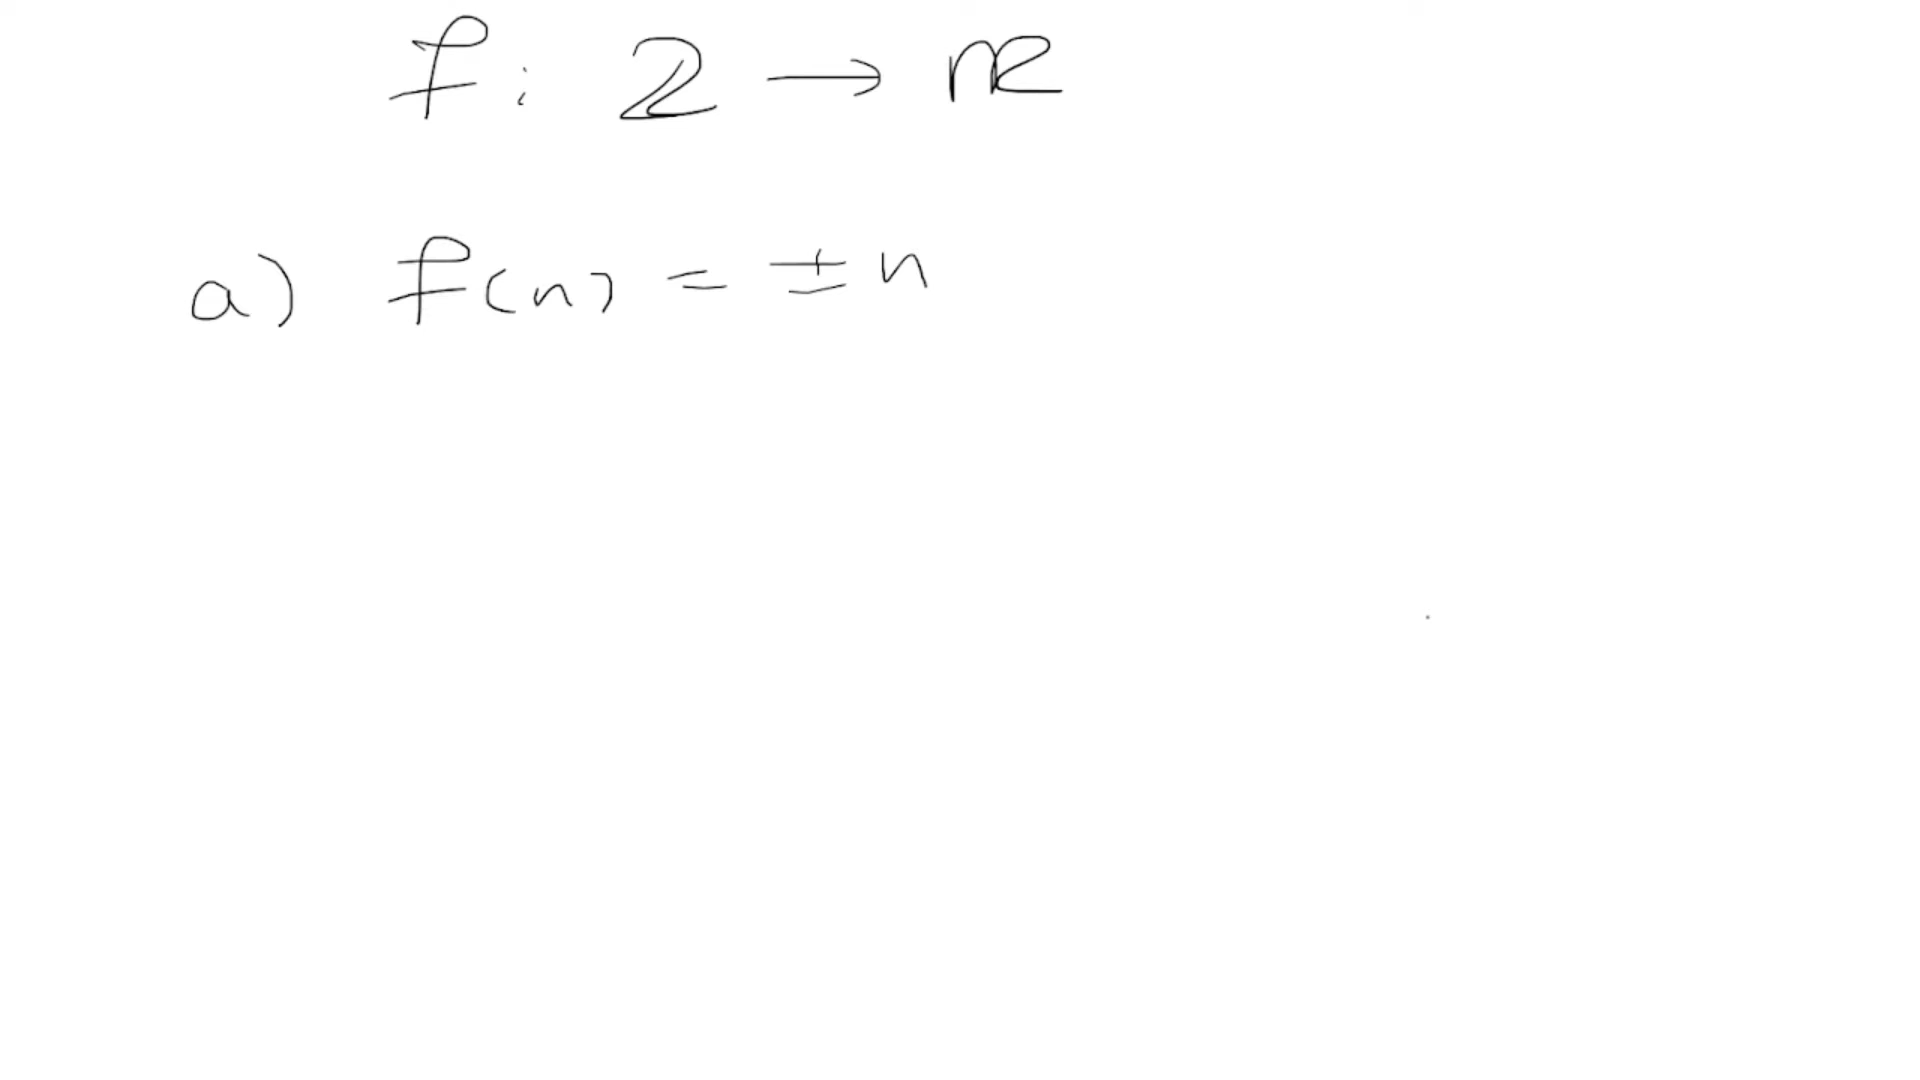 f: ℤ → ℝ
a) f(n) = ±n